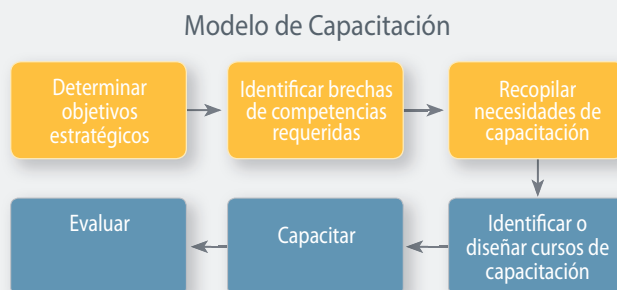 Modelo de Capacitación
Determinar
objetivos
estratégicos
Identificar brechas
de competencias
requeridas
Recopilar
necesidades de
capacitación
Identificar o
diseñar cursos de
capacitación
Capacitar
Evaluar